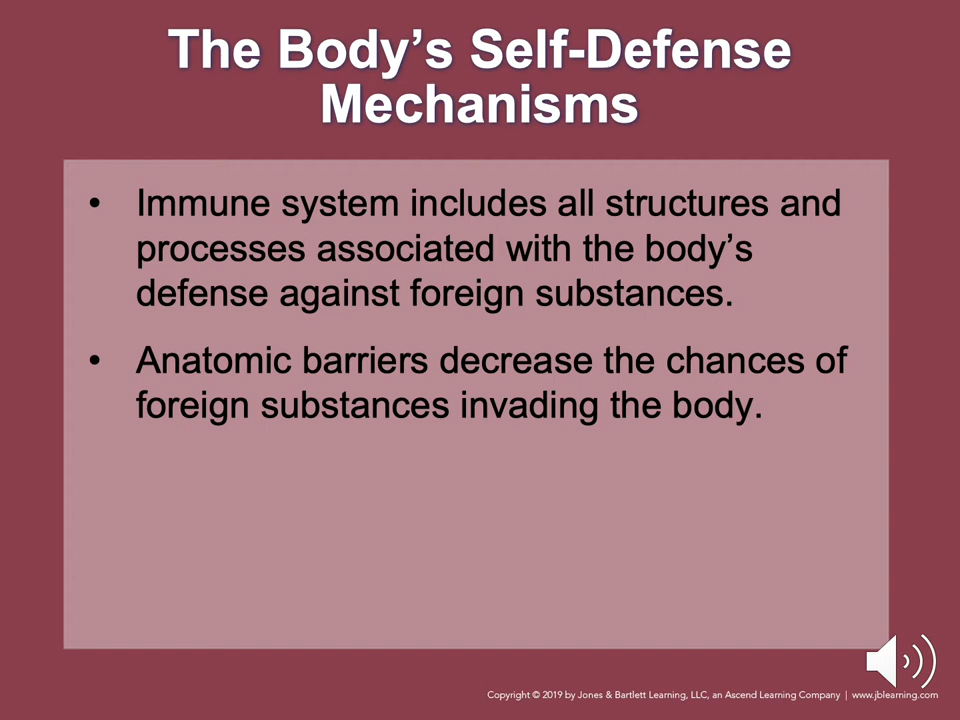 The Body’s Self-Defense
Mechanisms
• Immune system includes all structures and
processes associated with the body’s
defense against foreign substances.
• Anatomic barriers decrease the chances of
foreign substances invading the body.
Copyright © 2019 by Jones & Bartlett Learning, LLC, an Ascend Learning Company | www.jblearning.com